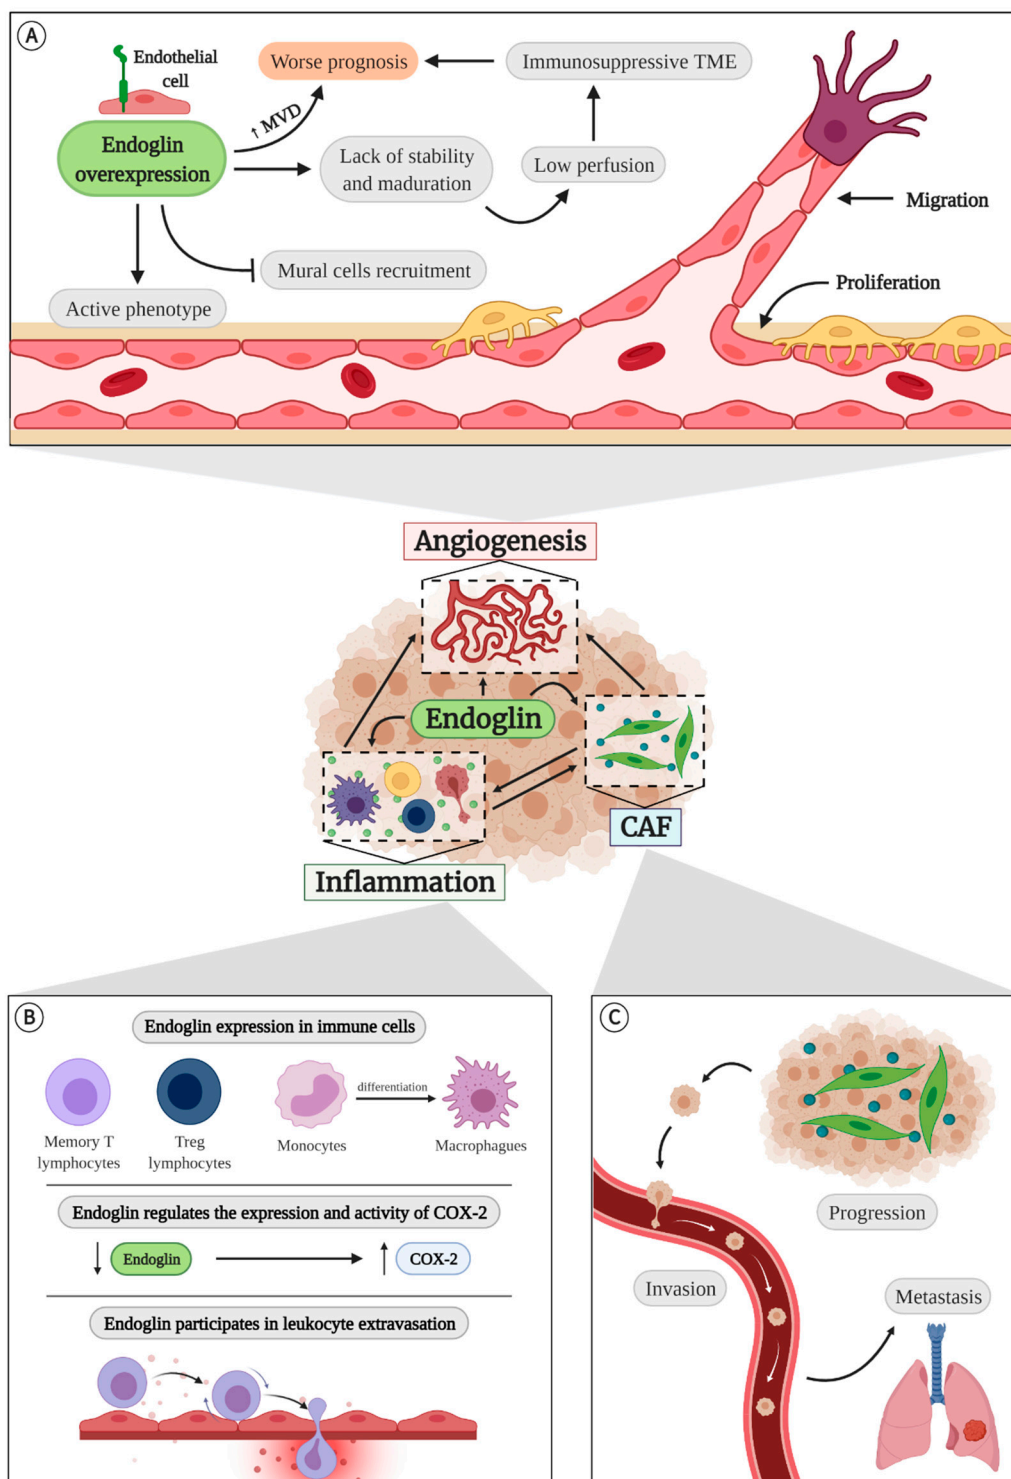 A
Endothelial
cell
Endoglin
overexpression
Worse prognosis
Immunosuppressive TME
↑ MVD
Lack of stability
and maduration
Low perfusion
Migration
Mural cells recruitment
Proliferation
Active phenotype
Angiogenesis
Endoglin
CAF
Inflammation
B
Endoglin expression in immune cells
differentiation
Memory T
lymphocytes
Treg
lymphocytes
Monocytes
Macrophagues
Endoglin regulates the expression and activity of COX-2
Endoglin
COX-2
Endoglin participates in leukocyte extravasation
C
Progression
Invasion
Metastasis